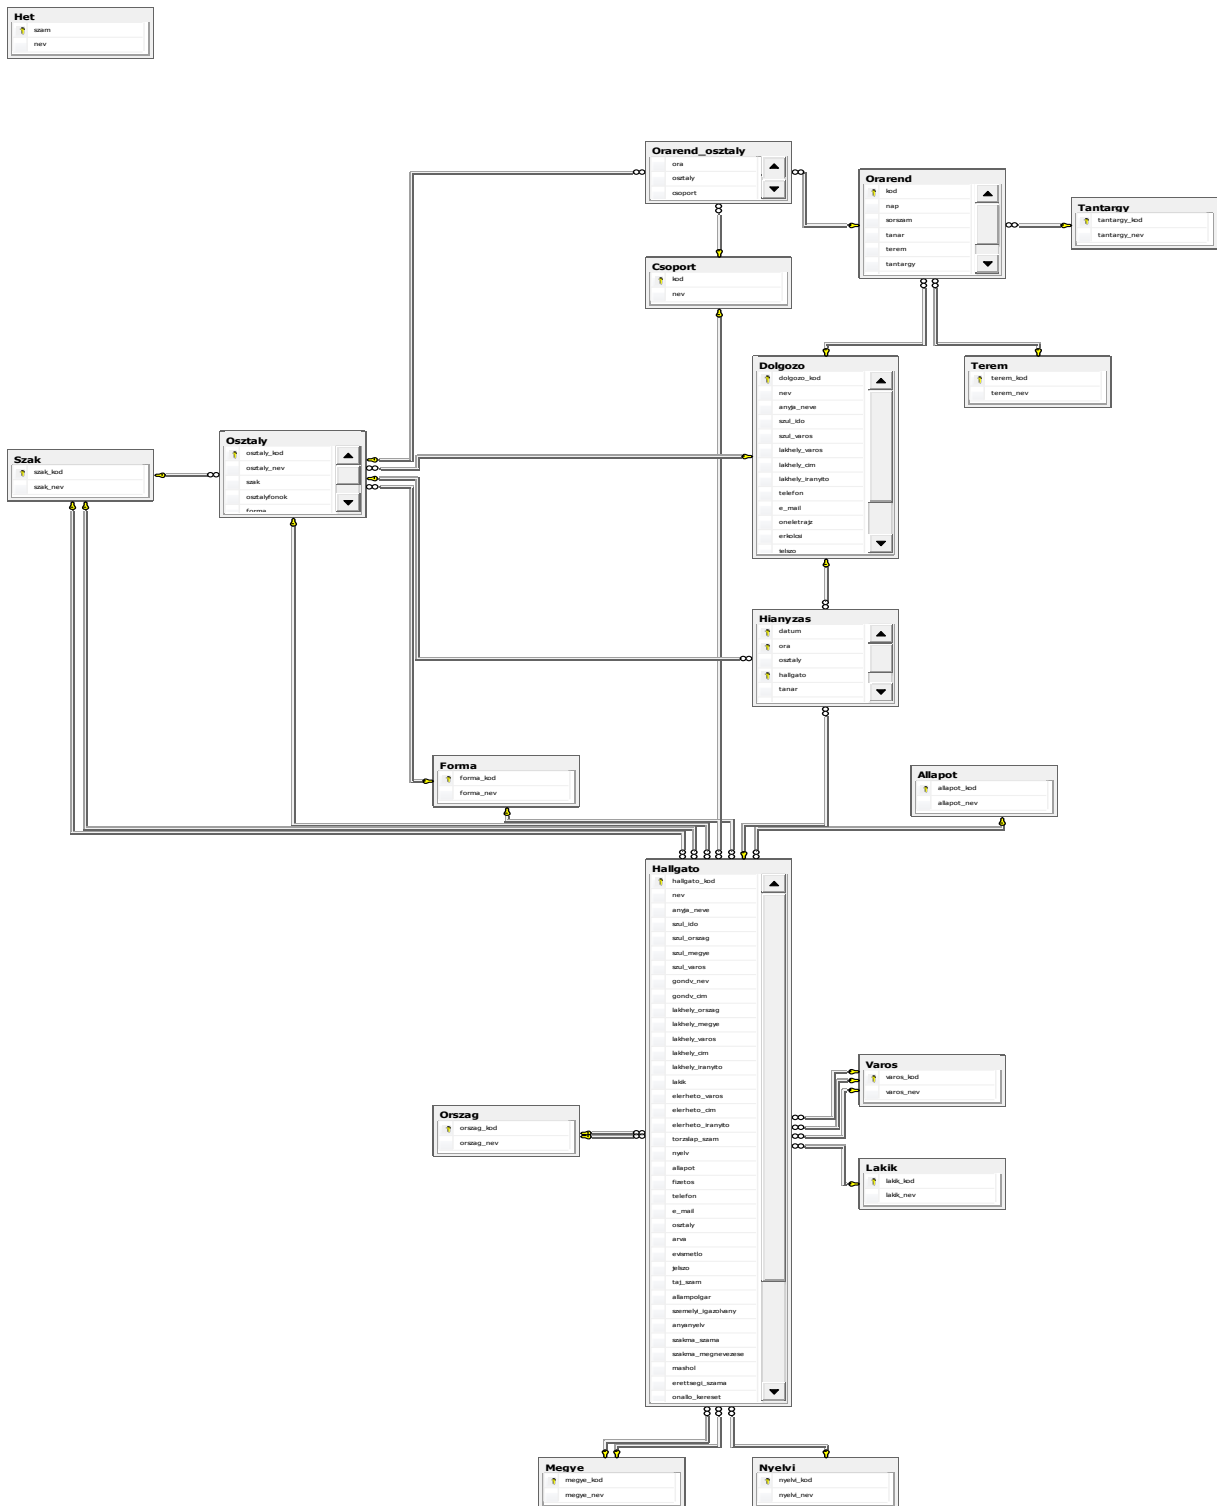 Het
szam
nev
Orarend_osztaly
ora
osztaly
csoport
Orarend
kod
nap
sorszam
tanar
terem
tantargy
Tantargy
tantargy_kod
tantargy_nev
Csoport
kod
nev
Dolgozo
dolgozo_kod
nev
anyja_neve
szul_ido
szul_varos
lakhely_varos
lakhely_cim
lakhely_iranyito
telefon
e_mail
oneletrajz
erkolcsi
jelszo
Terem
terem_kod
terem_nev
Osztaly
osztaly_kod
osztaly_nev
szak
osztalyfonok
forma
Szak
szak_kod
szak_nev
Hianyzas
datum
ora
osztaly
hallgato
tanar
Forma
forma_kod
forma_nev
Allapot
allapot_kod
allapot_nev
Hallgato
hallgato_kod
nev
anyja_neve
szul_ido
szul_orszag
szul_megye
szul_varos
gondv_nev
gondv_cim
lakhely_orszag
lakhely_megye
lakhely_varos
lakhely_cim
lakhely_iranyito
lakik
elerheto_varos
elerheto_cim
elerheto_iranyito
torzslap_szam
nyelv
allapot
fizetos
telefon
e_mail
osztaly
arva
evismetlo
jelszo
taj_szam
allampolgar
szemelyi_igazolvany
anyanyelv
szakma_szama
szakma_megnevezese
mashol
erettsegi_szama
onallo_kereset
Varos
varos_kod
varos_nev
Orszag
orszag_kod
orszag_nev
Lakik
lakik_kod
lakik_nev
Megye
megye_kod
megye_nev
Nyelvi
nyelvi_kod
nyelvi_nev